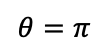 θ = π